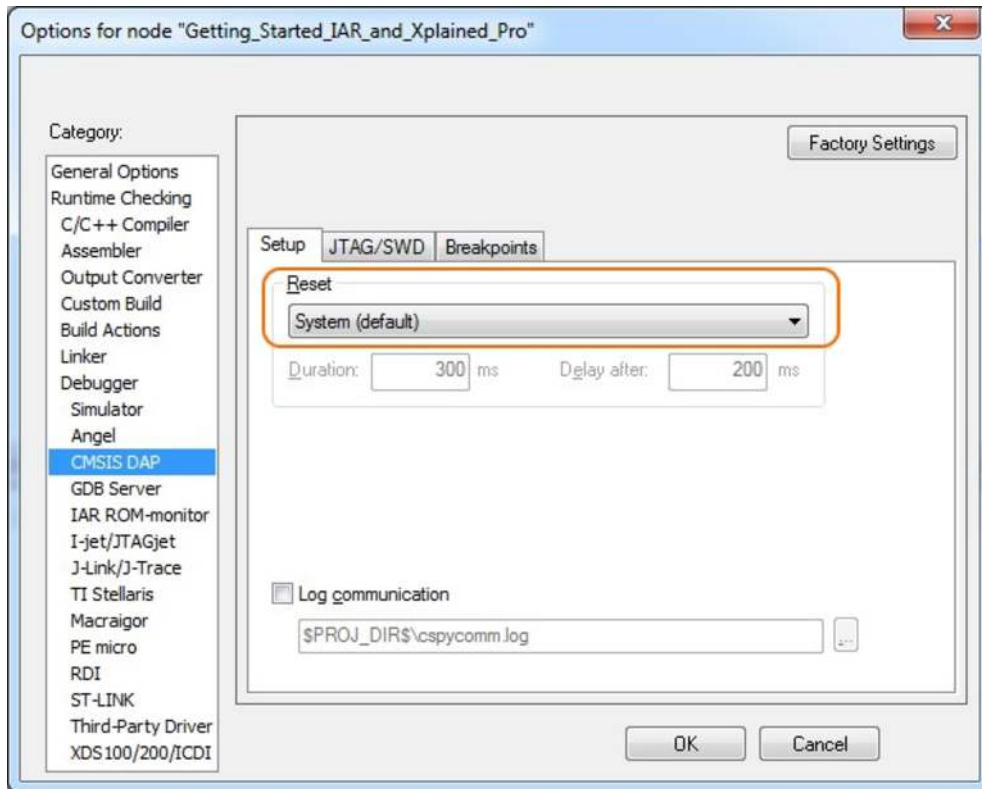 Options for node "Getting_Started_IAR_and_Xplained_Pro"
Category:
General Options
Runtime Checking
C/C++ Compiler
Assembler
Output Converter
Custom Build
Build Actions
Linker
Debugger
Simulator
Angel
CMSIS DAP
GDB Server
IAR ROM-monitor
I-jet/JTAGjet
J-Link/J-Trace
TI Stellaris
Macraigor
PE micro
RDI
ST-LINK
Third-Party Driver
XDS100/200/ICDI
Factory Settings
Setup JTAG/SWD Breakpoints
Reset
System (default)
Duration: 300 ms Delay after: 200 ms
Log communication
$PROJ_DIR$\cspycomm.log ...
OK Cancel